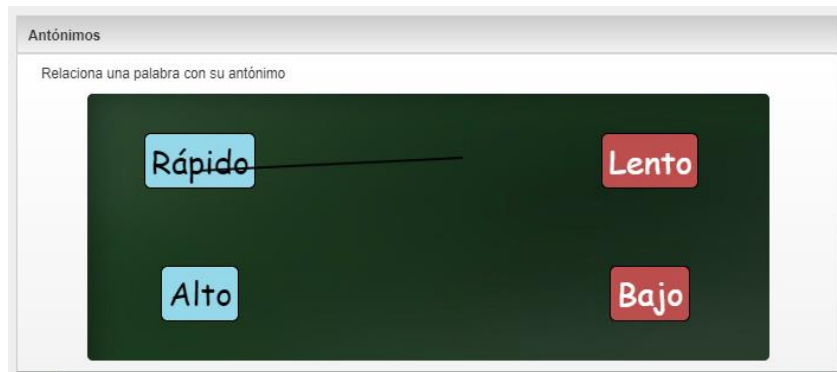 Antónimos
Relaciona una palabra con su antónimo
Rápido Lento
Alto Bajo